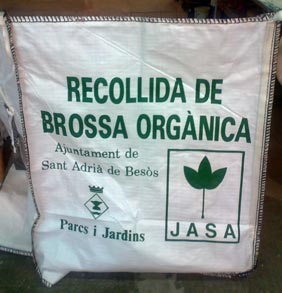 RECOLLIDA DE
BROSSA ORGÀNICA
Ajuntament de
Sant Adrià de Besòs
Parcs i Jardins
JASA